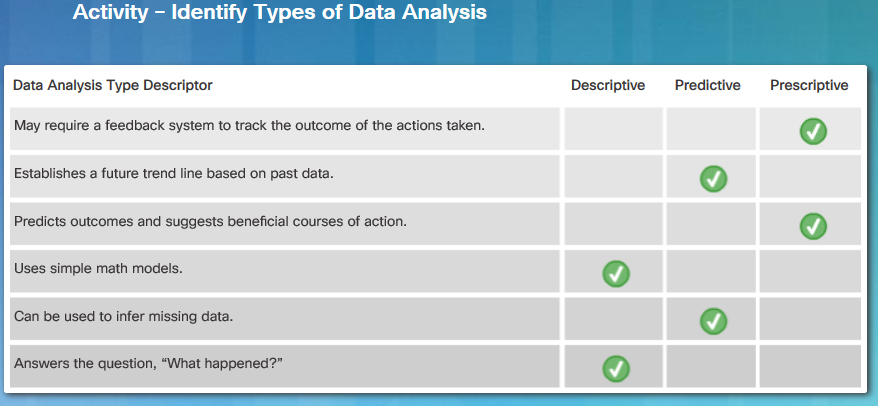 Activity – Identify Types of Data Analysis
Data Analysis Type Descriptor Descriptive Predictive Prescriptive
May require a feedback system to track the outcome of the actions taken.
Establishes a future trend line based on past data.
Predicts outcomes and suggests beneficial courses of action.
Uses simple math models.
Can be used to infer missing data.
Answers the question, “What happened?”